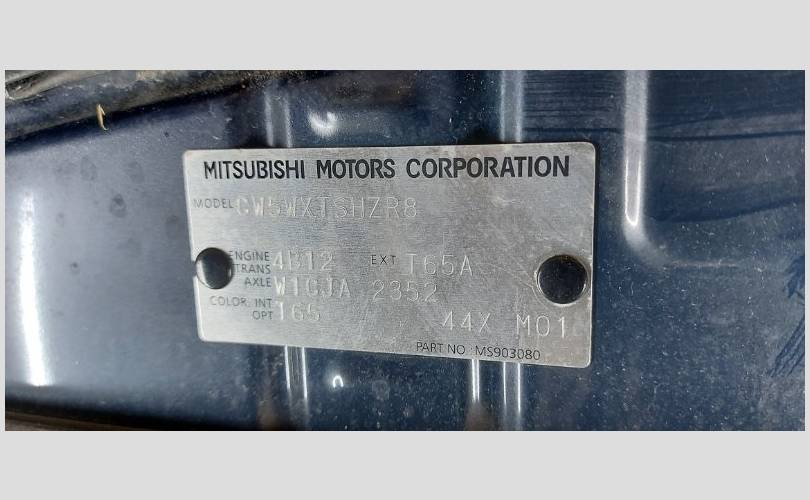 MITSUBISHI MOTORS CORPORATION
MODEL CW5WXTSHZR8
ENGINE 4B12 EXT T65A
TRANS AXLE W1CJA 2352
COLOR, INT OPT T65 44X M01
PART NO : MS903080